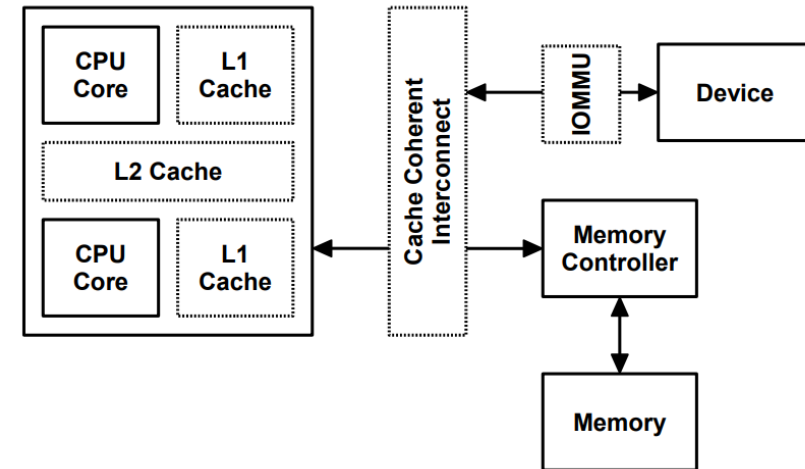 CPU
Core
L1
Cache
L2 Cache
CPU
Core
L1
Cache
Cache Coherent
Interconnect
IOMMU
Device
Memory
Controller
Memory